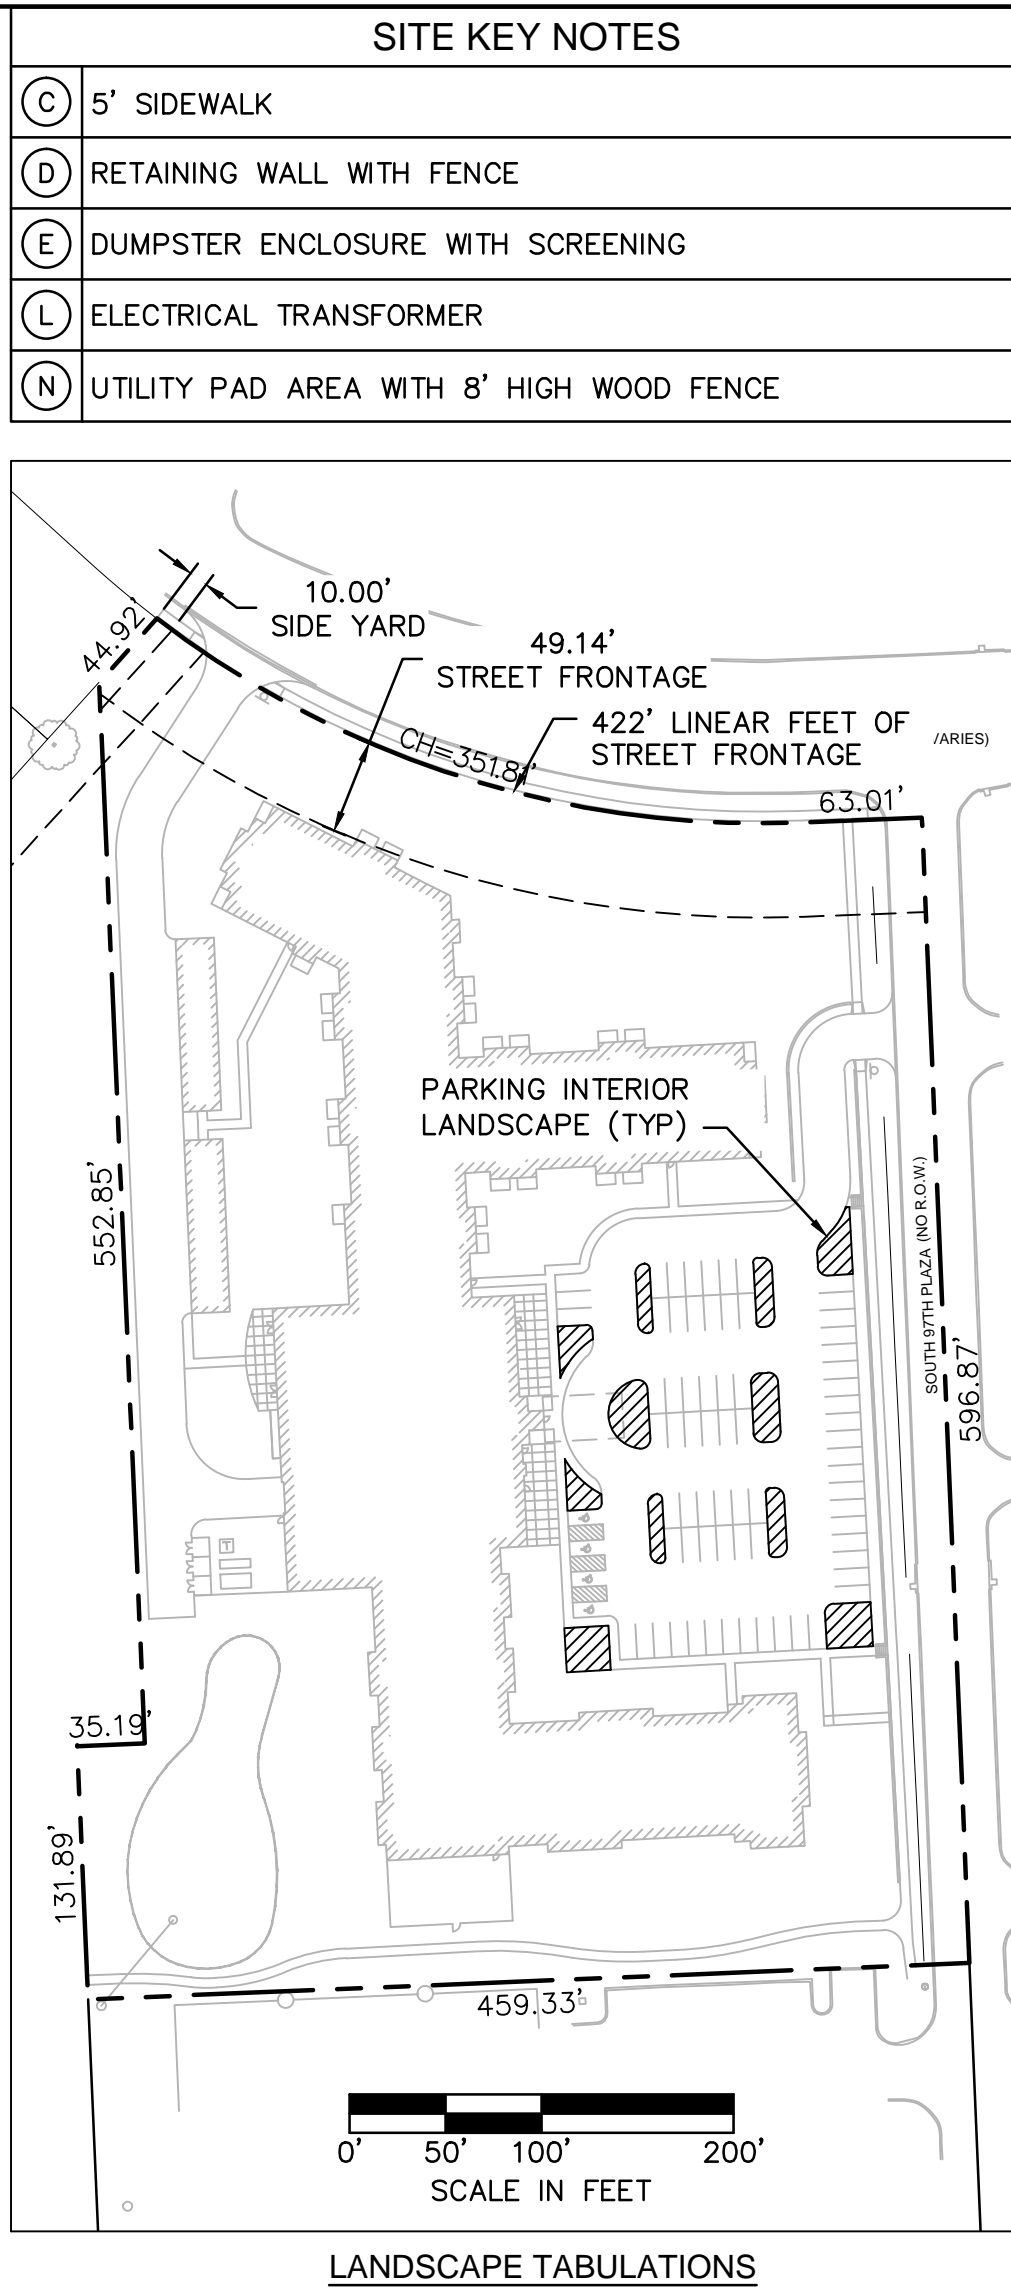 SITE KEY NOTES
C 5' SIDEWALK
D RETAINING WALL WITH FENCE
E DUMPSTER ENCLOSURE WITH SCREENING
L ELECTRICAL TRANSFORMER
N UTILITY PAD AREA WITH 8' HIGH WOOD FENCE
10.00'
SIDE YARD
44.92'
49.14'
STREET FRONTAGE
422' LINEAR FEET OF
STREET FRONTAGE
/ARIES)
CH=351.81'
63.01'
PARKING INTERIOR
LANDSCAPE (TYP)
552.85'
SOUTH 97TH PLAZA (NO R.O.W.)
596.87'
T
35.19'
131.89'
459.33'
0' 50' 100' 200'
SCALE IN FEET
LANDSCAPE TABULATIONS